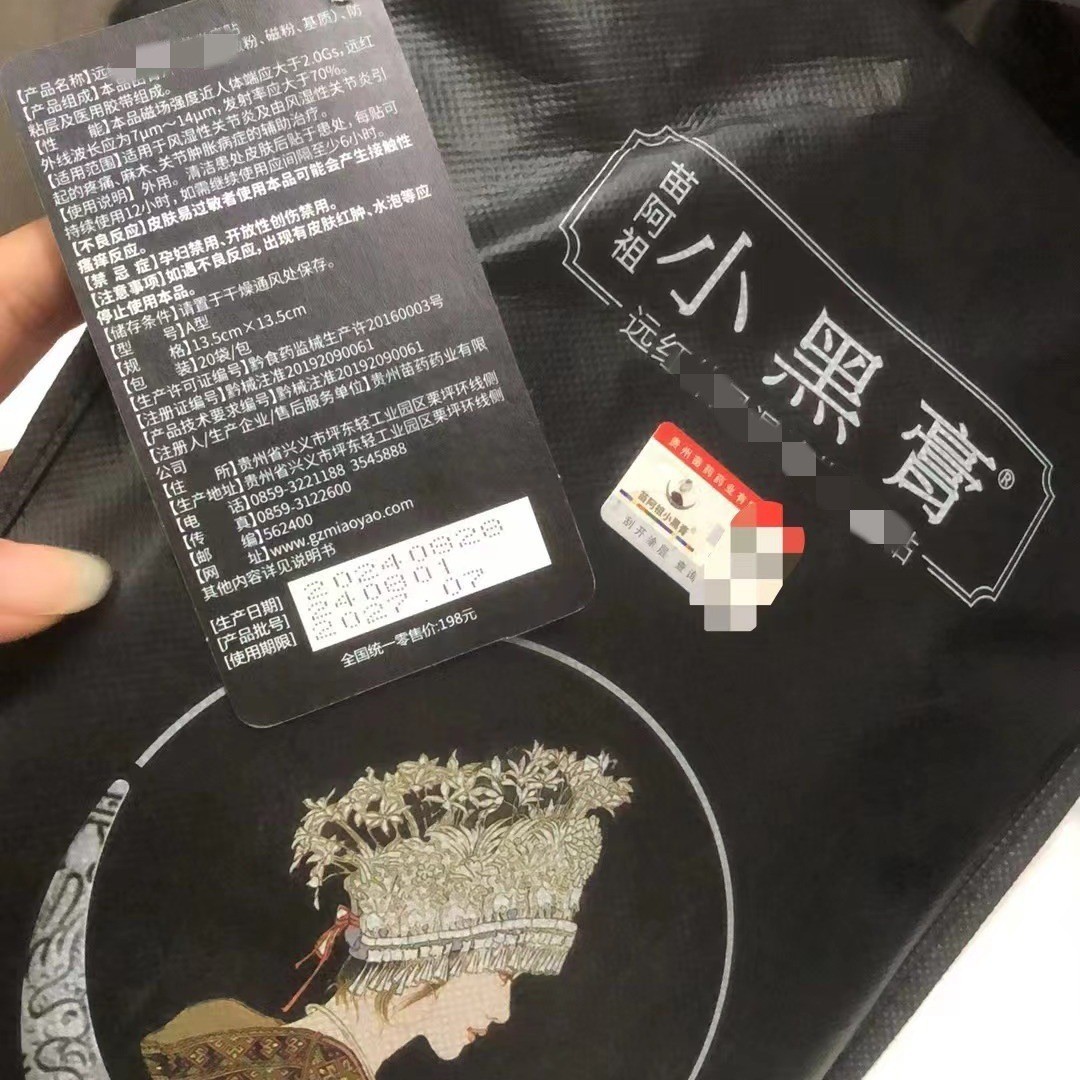 【产品名称】远
【产品组成】本品由 粉、磁粉、基质)、防
粘层及医用胶带组成。
【性 能】本品磁场强度近人体端应大于2.0Gs,远红
外线波长应为7μm～14μm,发射率应大于70%。
【适用范围】适用于风湿性关节炎及由风湿性关节炎引
起的疼痛、麻木、关节肿胀病症的辅助治疗。
【使用说明】外用。清洁患处皮肤后贴于患处,每贴可
持续使用12小时,如需继续使用应间隔至少6小时。
【不良反应】皮肤易过敏者使用本品可能会产生接触性
瘙痒反应。
【禁 忌 症】孕妇禁用、开放性创伤禁用。
【注意事项】如遇不良反应,出现有皮肤红肿、水泡等应
停止使用本品。
【储存条件】请置于干燥通风处保存。
【型 号】A型
【规 格】13.5cm×13.5cm
【包 装】20袋/包
【生产许可证编号】黔食药监械生产许20160003号
【注册证编号】黔械注准20192090061
【产品技术要求编号】黔械注准20192090061
【注册人/生产企业/售后服务单位】贵州苗药药业有限
公司
【住 所】贵州省兴义市坪东轻工业园区栗坪环线侧
【生产地址】贵州省兴义市坪东轻工业园区栗坪环线侧
【电 话】0859-3221188 3545888
【传 真】0859-3122600
【邮 编】562400
【网 址】www.gzmiaoyao.com
其他内容详见说明书
【生产日期】20240828
【产品批号】240901
【使用期限】2027.07
全国统一零售价:198元
苗阿祖
小黑膏®
远红
贴
贵州苗药药业有
苗阿祖小黑膏
刮开涂层 查询